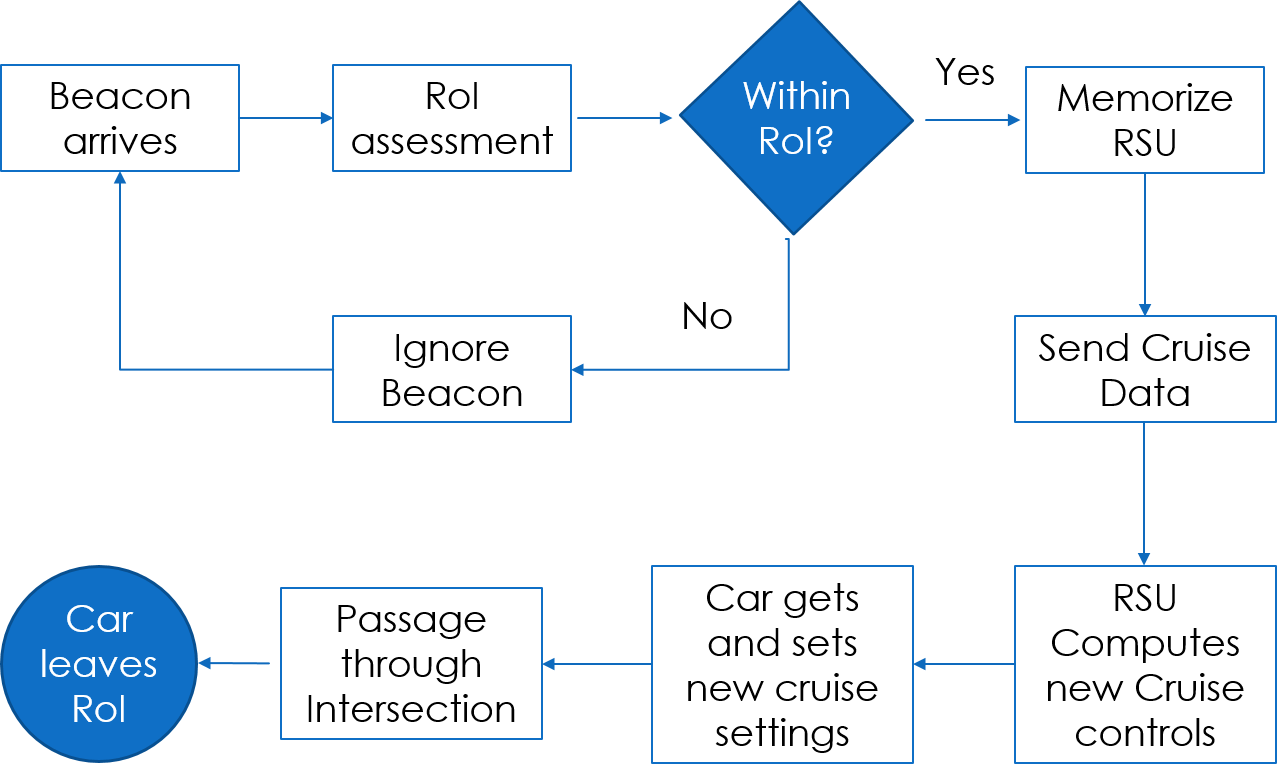 Beacon
arrives
RoI
assessment
Within
RoI?
Yes
Memorize
RSU
No
Ignore
Beacon
Send Cruise
Data
RSU
Computes
new Cruise
controls
Car gets
and sets
new cruise
settings
Passage
through
Intersection
Car
leaves
RoI